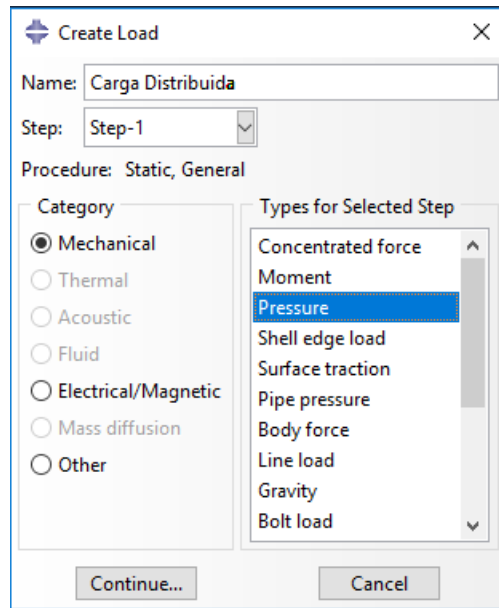 Create Load
Name: Carga Distribuida
Step: Step-1
Procedure: Static, General
Category
Mechanical
Thermal
Acoustic
Fluid
Electrical/Magnetic
Mass diffusion
Other
Types for Selected Step
Concentrated force
Moment
Pressure
Shell edge load
Surface traction
Pipe pressure
Body force
Line load
Gravity
Bolt load
Continue...
Cancel